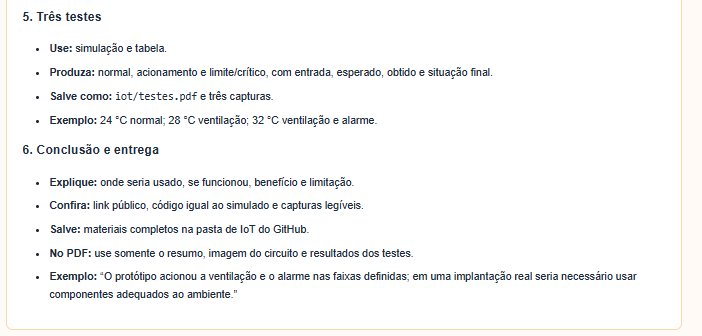 5. Três testes
• Use: simulação e tabela.
• Produza: normal, acionamento e limite/crítico, com entrada, esperado, obtido e situação final.
• Salve como: iot/testes.pdf e três capturas.
• Exemplo: 24 °C normal; 28 °C ventilação; 32 °C ventilação e alarme.
6. Conclusão e entrega
• Explique: onde seria usado, se funcionou, benefício e limitação.
• Confira: link público, código igual ao simulado e capturas legíveis.
• Salve: materiais completos na pasta de IoT do GitHub.
• No PDF: use somente o resumo, imagem do circuito e resultados dos testes.
• Exemplo: “O protótipo acionou a ventilação e o alarme nas faixas definidas; em uma implantação real seria necessário usar
componentes adequados ao ambiente.”